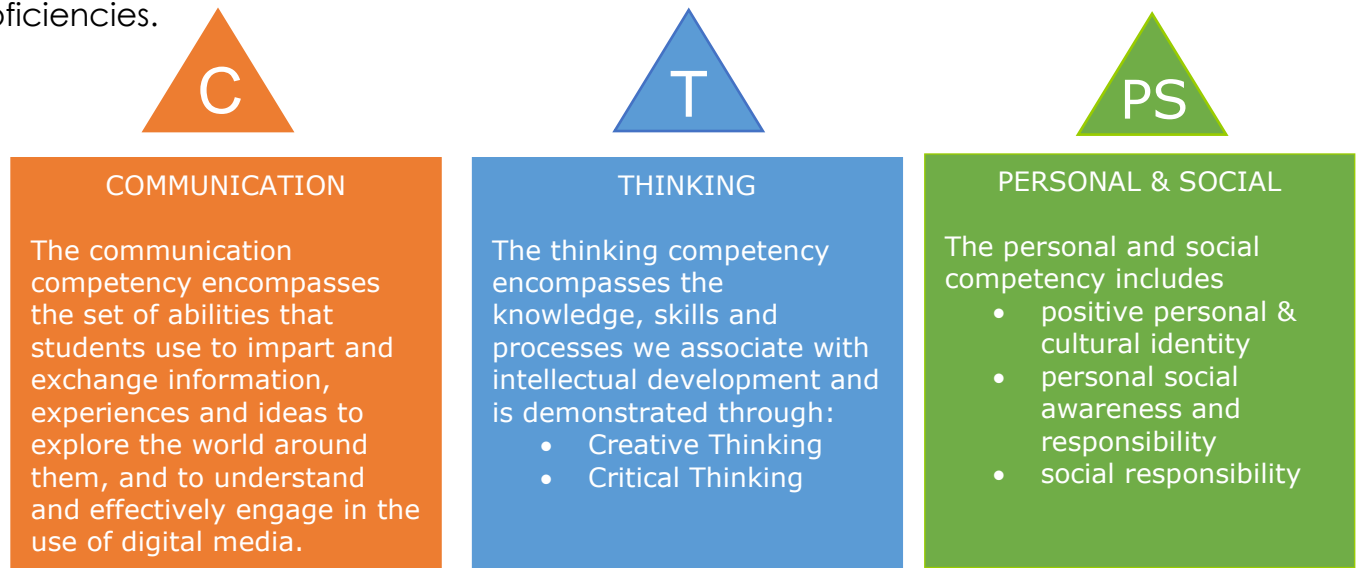 C
T
PS
COMMUNICATION
The communication
competency encompasses
the set of abilities that
students use to impart and
exchange information,
experiences and ideas to
explore the world around
them, and to understand
and effectively engage in the
use of digital media.
THINKING
The thinking competency
encompasses the
knowledge, skills and
processes we associate with
intellectual development and
is demonstrated through:
• Creative Thinking
• Critical Thinking
PERSONAL & SOCIAL
The personal and social
competency includes
• positive personal &
cultural identity
• personal social
awareness and
responsibility
• social responsibility